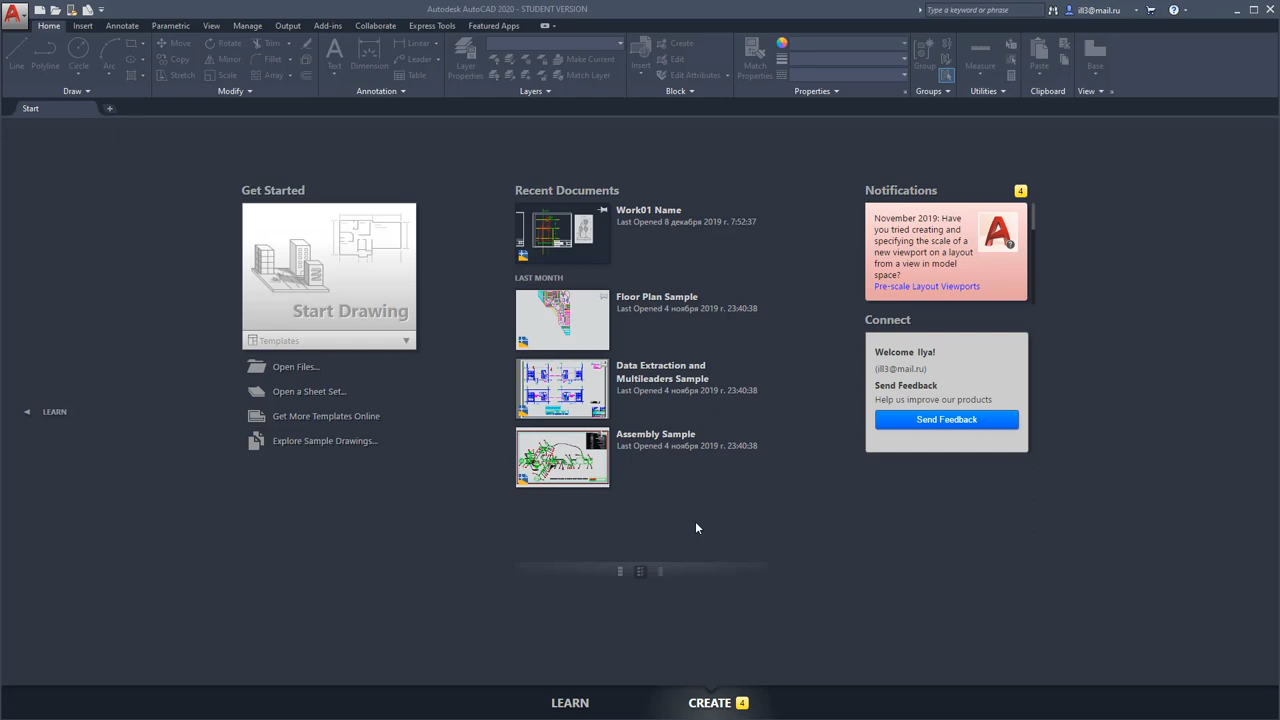 Autodesk AutoCAD 2020 - STUDENT VERSION
Type a keyword or phrase
ill3@mail.ru
Home Insert Annotate Parametric View Manage Output Add-ins Collaborate Express Tools Featured Apps
Line Polyline Circle Arc
Move Rotate Trim
Copy Mirror Fillet
Stretch Scale Array
Text Dimension
Linear
Leader
Table
Layer Properties
Make Current
Match Layer
Insert
Create
Edit
Edit Attributes
Match Properties
Group
Measure
Paste
Base
Draw Modify Annotation Layers Block Properties Groups Utilities Clipboard View
Start
Get Started
Start Drawing
Templates
Open Files...
Open a Sheet Set...
Get More Templates Online
Explore Sample Drawings...
LEARN
Recent Documents
Work01 Name
Last Opened 8 декабря 2019 г. 7:52:37
LAST MONTH
Floor Plan Sample
Last Opened 4 ноября 2019 г. 23:40:38
Data Extraction and
Multileaders Sample
Last Opened 4 ноября 2019 г. 23:40:38
Assembly Sample
Last Opened 4 ноября 2019 г. 23:40:38
Notifications 4
November 2019: Have
you tried creating and
specifying the scale of a
new viewport on a layout
from a view in model
space?
Pre-scale Layout Viewports
Connect
Welcome Ilya!
(ill3@mail.ru)
Send Feedback
Help us improve our products
Send Feedback
LEARN CREATE 4